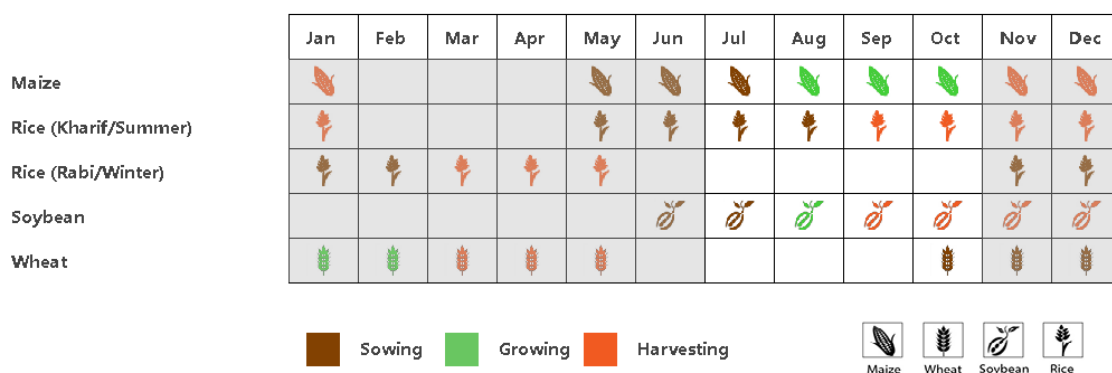 Jan Feb Mar Apr May Jun Jul Aug Sep Oct Nov Dec
Maize
Rice (Kharif/Summer)
Rice (Rabi/Winter)
Soybean
Wheat
Sowing Growing Harvesting
Maize Wheat Soybean Rice